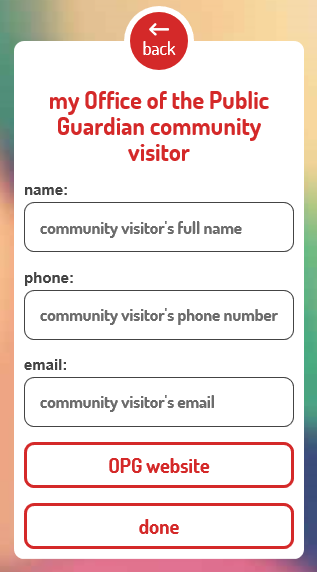 back
my Office of the Public
Guardian community
visitor
name:
community visitor's full name
phone:
community visitor's phone number
email:
community visitor's email
OPG website
done